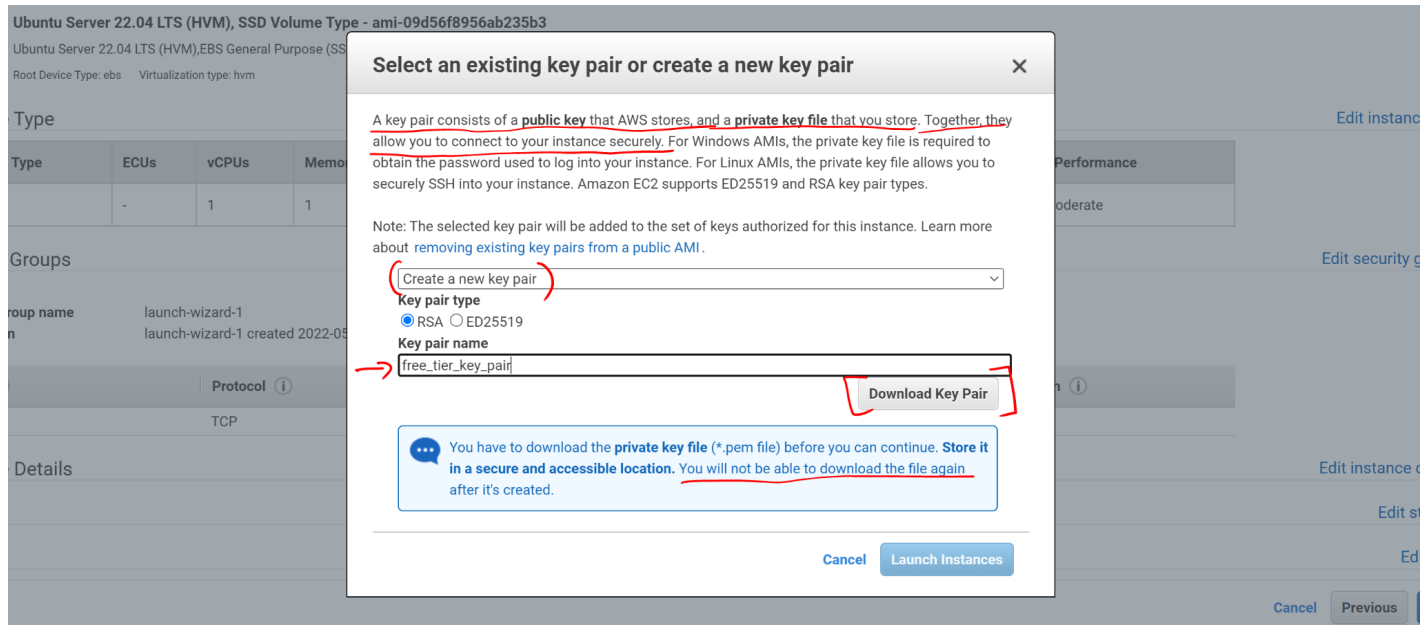 Ubuntu Server 22.04 LTS (HVM), SSD Volume Type - ami-09d56f8956ab235b3
Ubuntu Server 22.04 LTS (HVM),EBS General Purpose (SS
Root Device Type: ebs Virtualization type: hvm
Select an existing key pair or create a new key pair
A key pair consists of a public key that AWS stores, and a private key file that you store. Together, they
allow you to connect to your instance securely. For Windows AMIs, the private key file is required to
obtain the password used to log into your instance. For Linux AMIs, the private key file allows you to
securely SSH into your instance. Amazon EC2 supports ED25519 and RSA key pair types.
Note: The selected key pair will be added to the set of keys authorized for this instance. Learn more
about removing existing key pairs from a public AMI .
Create a new key pair
Key pair type
RSA ED25519
Key pair name
free_tier_key_pair
Download Key Pair
You have to download the private key file (*.pem file) before you can continue. Store it
in a secure and accessible location. You will not be able to download the file again
after it's created.
Cancel Launch Instances
Type Edit instanc
Type ECUs vCPUs Memo Performance
- 1 1 oderate
Groups Edit security g
roup name launch-wizard-1
n launch-wizard-1 created 2022-05
Protocol n
TCP
Details Edit instance d
Edit st
Ed
Cancel Previous